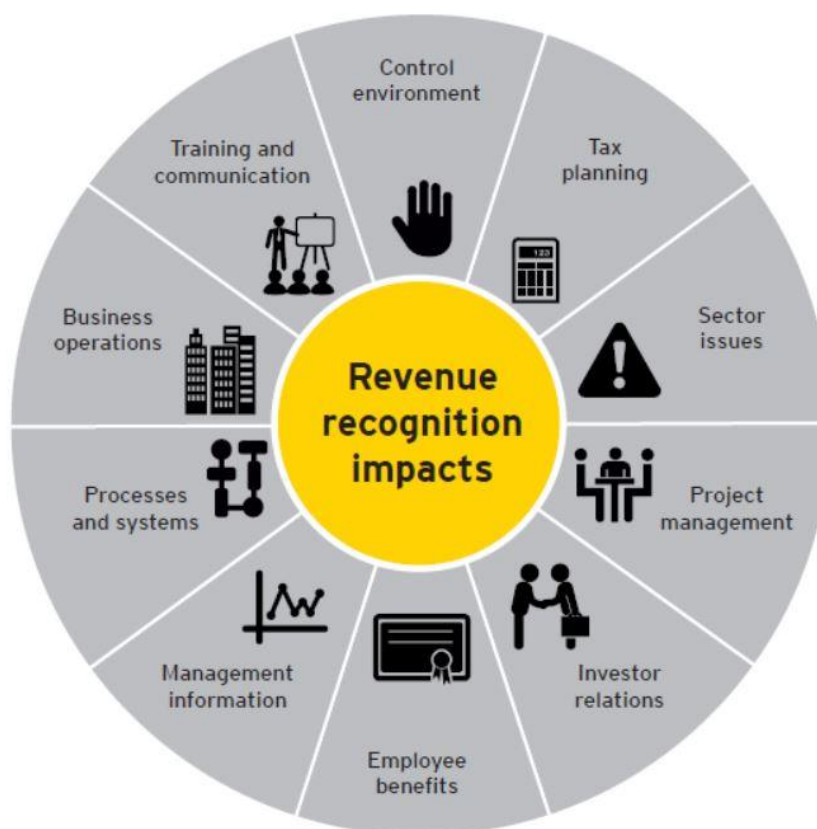 Control
environment
Tax
planning
Sector
issues
Project
management
Investor
relations
Employee
benefits
Management
information
Processes
and systems
Business
operations
Training and
communication
123
Revenue
recognition
impacts